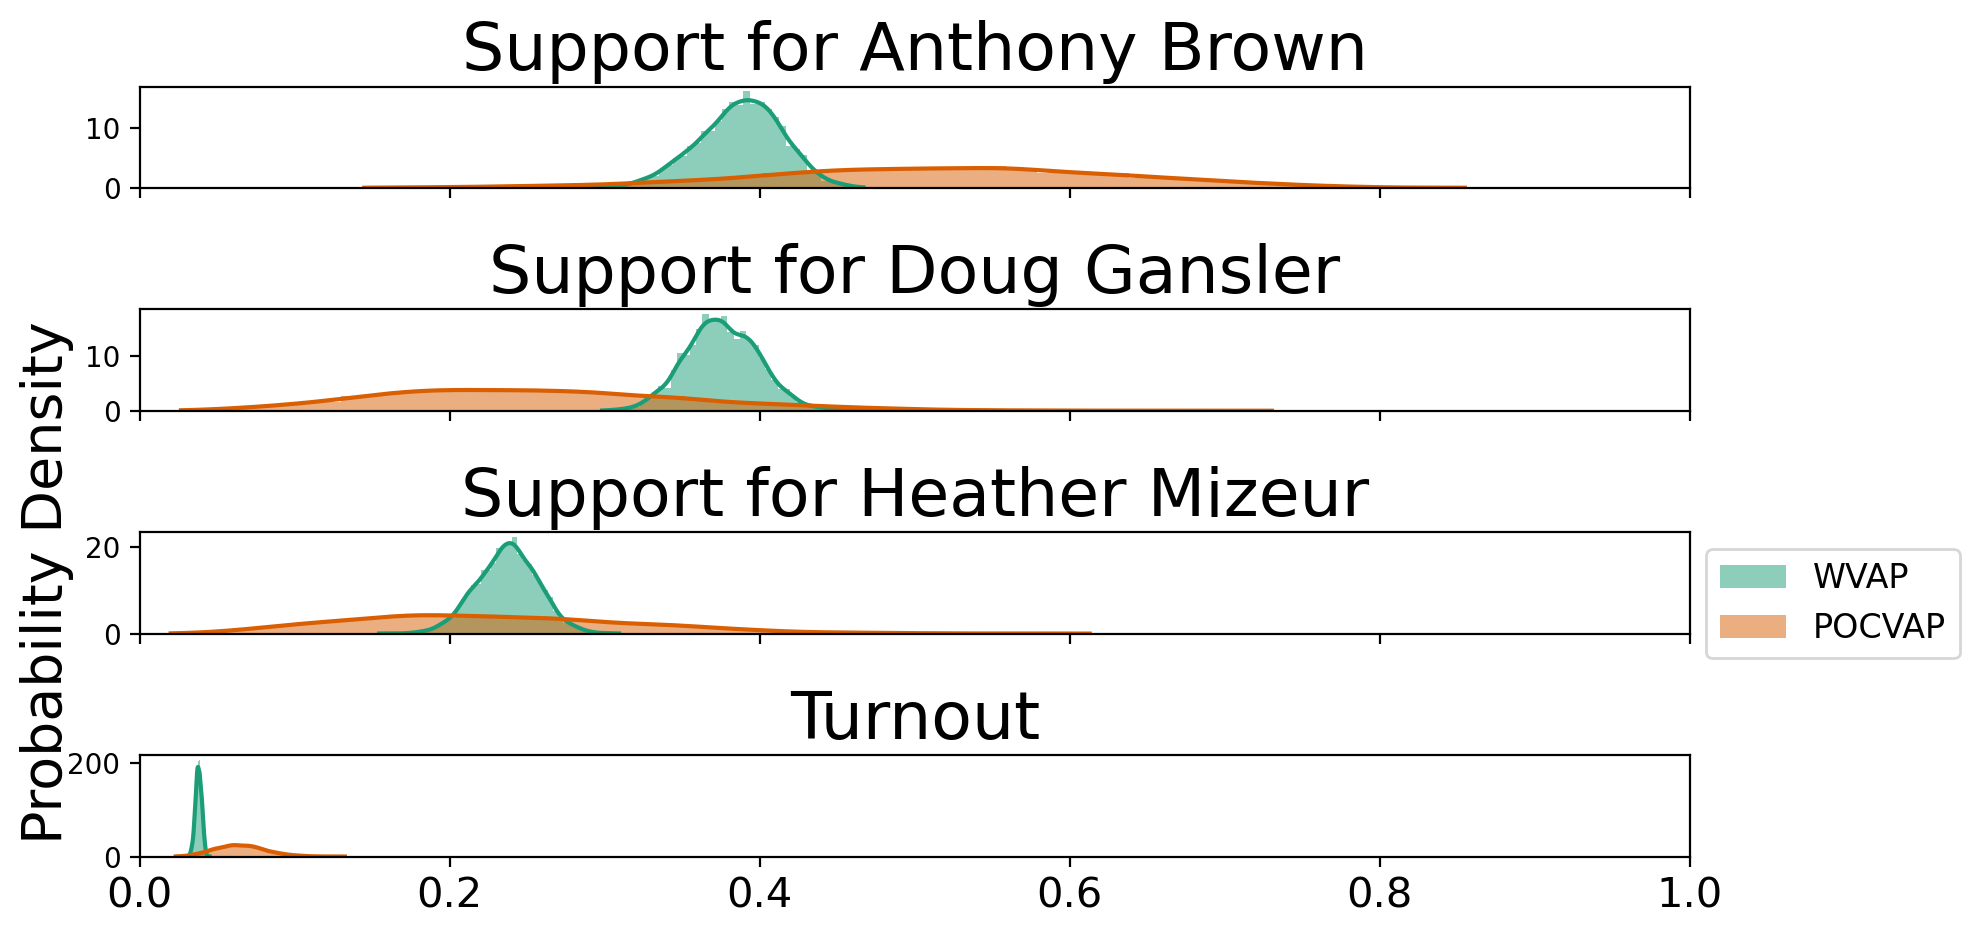 Support for Anthony Brown
10
0
Support for Doug Gansler
10
0
Support for Heather Mizeur
20
0
Turnout
200
0
0.0 0.2 0.4 0.6 0.8 1.0
Probability Density
WVAP
POCVAP